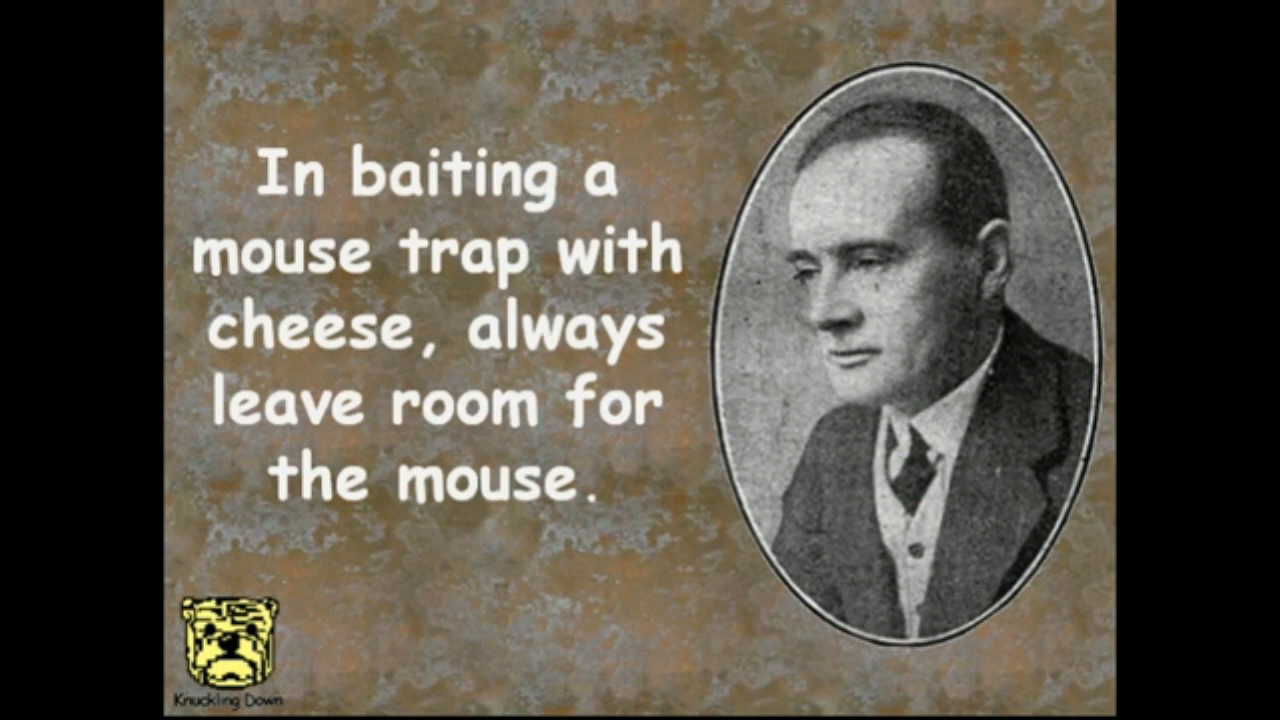 In baiting a
mouse trap with
cheese, always
leave room for
the mouse.
Knuckling Down